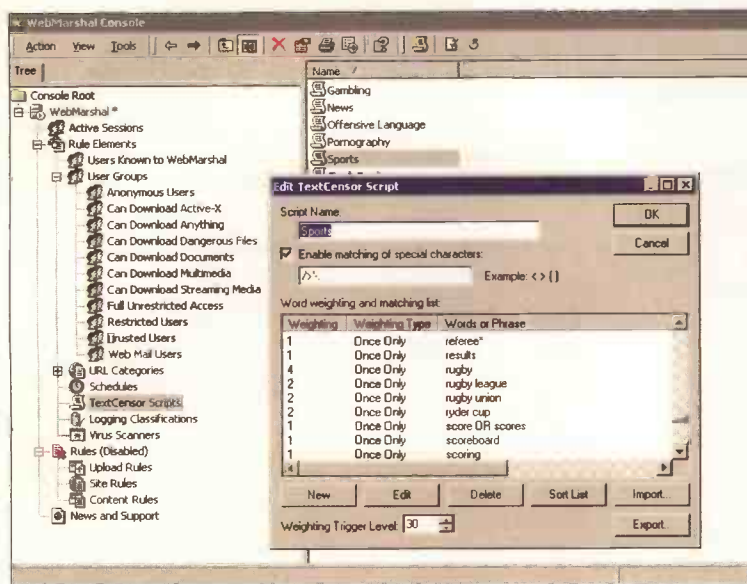 WebMarshal Console
Action View Tools
Tree
Console Root
WebMarshal *
Active Sessions
Rule Elements
Users Known to WebMarshal
User Groups
Anonymous Users
Can Download Active-X
Can Download Anything
Can Download Dangerous Files
Can Download Documents
Can Download Multimedia
Can Download Streaming Media
Full Unrestricted Access
Restricted Users
Trusted Users
Web Mail Users
URL Categories
Schedules
TextCensor Scripts
Logging Classifications
Virus Scanners
Rules (Disabled)
Upload Rules
Site Rules
Content Rules
News and Support
Name
Gambling
News
Offensive Language
Pornography
Sports
Edit TextCensor Script
Script Name:
Sports
OK
Cancel
Enable matching of special characters:
Example: < > { }
Word weighting and matching list:
Weighting Weighting Type Words or Phrase
1 Once Only referee*
1 Once Only results
4 Once Only rugby
2 Once Only rugby league
2 Once Only rugby union
2 Once Only ryder cup
1 Once Only score OR scores
1 Once Only scoreboard
1 Once Only scoring
New Edit Delete Sort List Import...
Weighting Trigger Level: 30 Export...